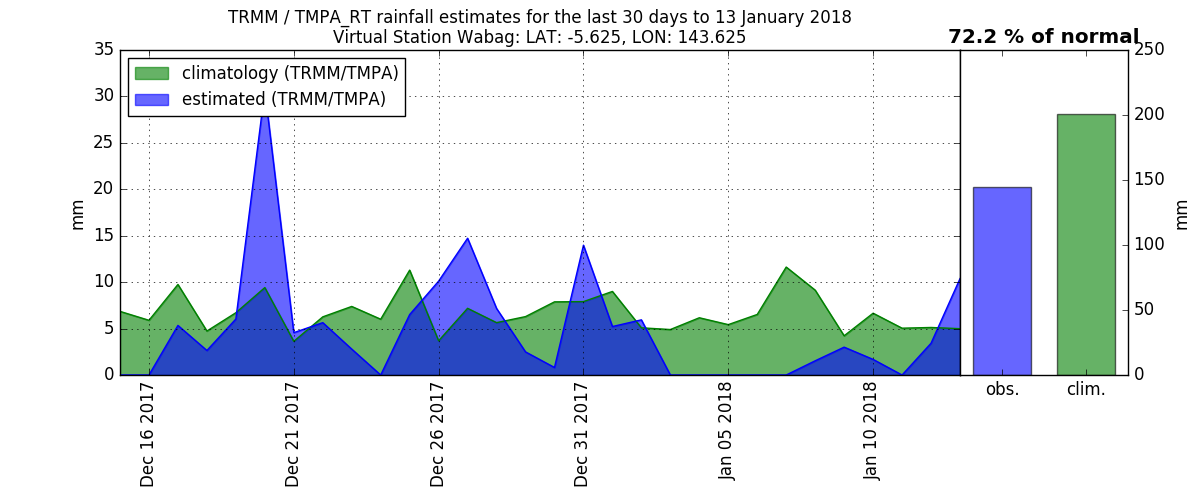 TRMM / TMPA_RT rainfall estimates for the last 30 days to 13 January 2018
Virtual Station Wabag: LAT: -5.625, LON: 143.625
72.2 % of normal
climatology (TRMM/TMPA)
estimated (TRMM/TMPA)
35
30
25
20
15
10
5
0
mm
Dec 16 2017
Dec 21 2017
Dec 26 2017
Dec 31 2017
Jan 05 2018
Jan 10 2018
250
200
150
100
50
0
mm
obs.
clim.